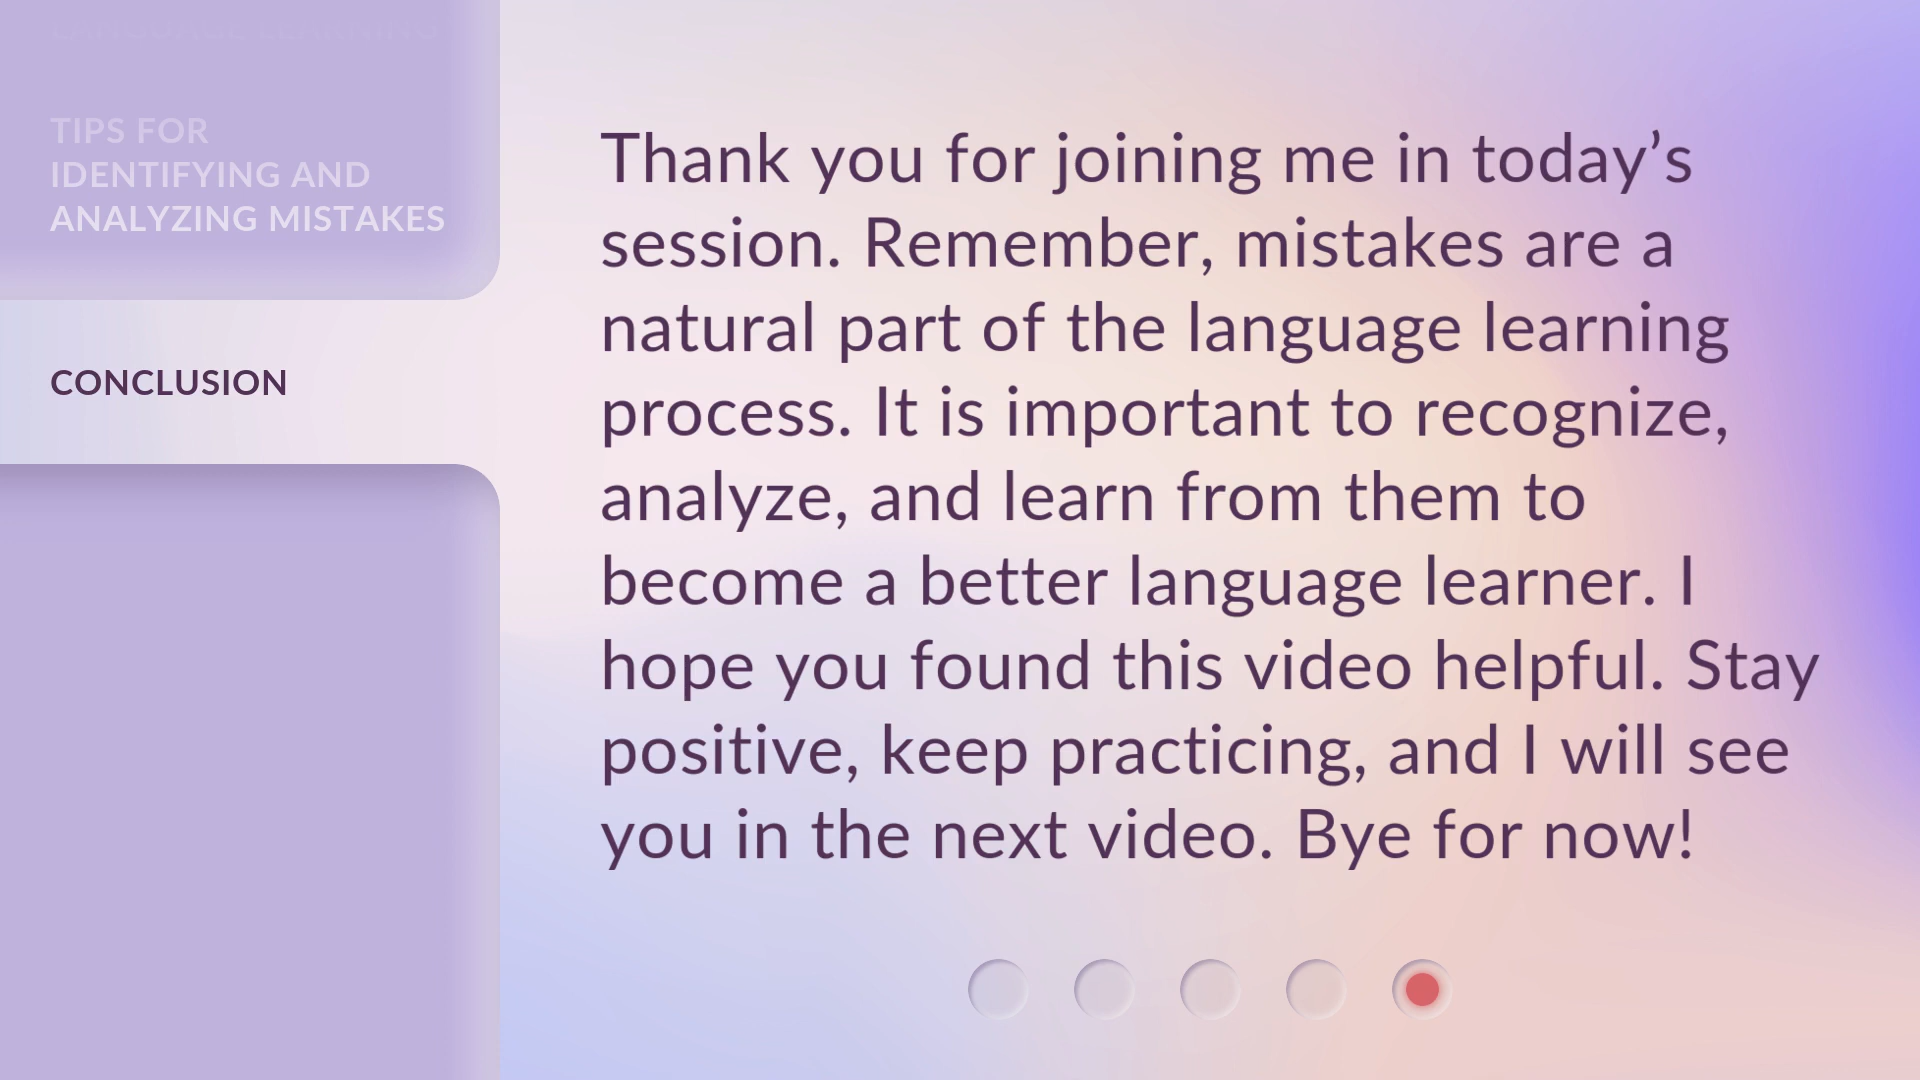 LANGUAGE LEARNING
TIPS FOR
IDENTIFYING AND
ANALYZING MISTAKES
CONCLUSION
Thank you for joining me in today’s
session. Remember, mistakes are a
natural part of the language learning
process. It is important to recognize,
analyze, and learn from them to
become a better language learner. I
hope you found this video helpful. Stay
positive, keep practicing, and I will see
you in the next video. Bye for now!